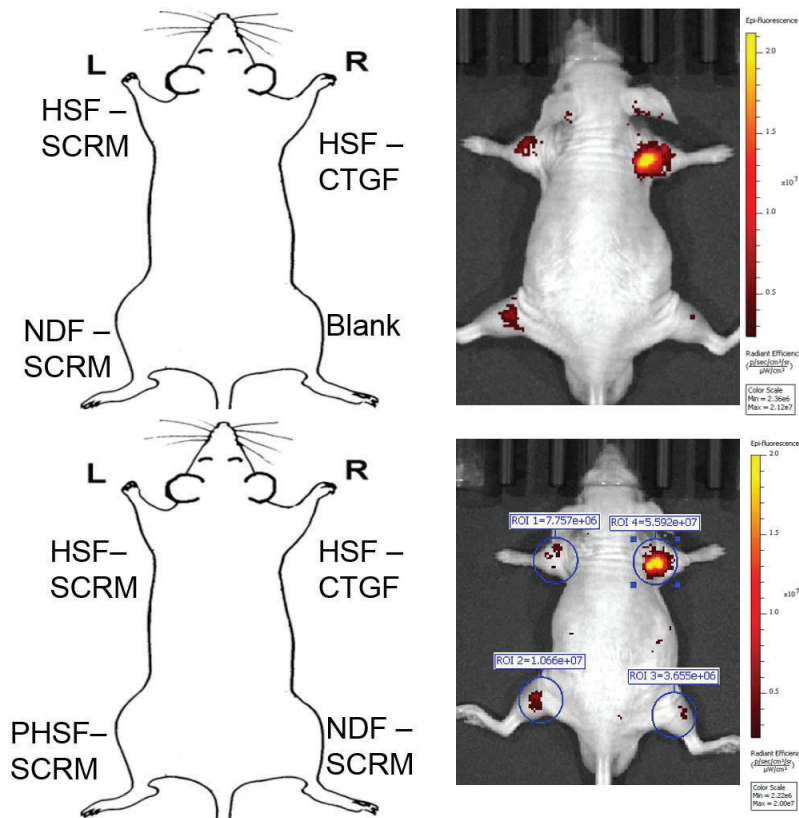 L
R
HSF –
SCRM
HSF –
CTGF
NDF –
SCRM
Blank
Epi-fluorescence
2.0
1.5
x10⁷
1.0
0.5
Radiant Efficiency
(p/sec/cm²/sr
µW/cm²)
Color Scale
Min = 2.36e6
Max = 2.12e7
L
R
HSF–
SCRM
HSF –
CTGF
PHSF–
SCRM
NDF –
SCRM
ROI 1=7.757e+06
ROI 4=5.592e+07
ROI 2=1.066e+07
ROI 3=3.655e+06
Epi-fluorescence
2.0
1.5
x10⁷
1.0
0.5
Radiant Efficiency
(p/sec/cm²/sr
µW/cm²)
Color Scale
Min = 2.22e6
Max = 2.00e7